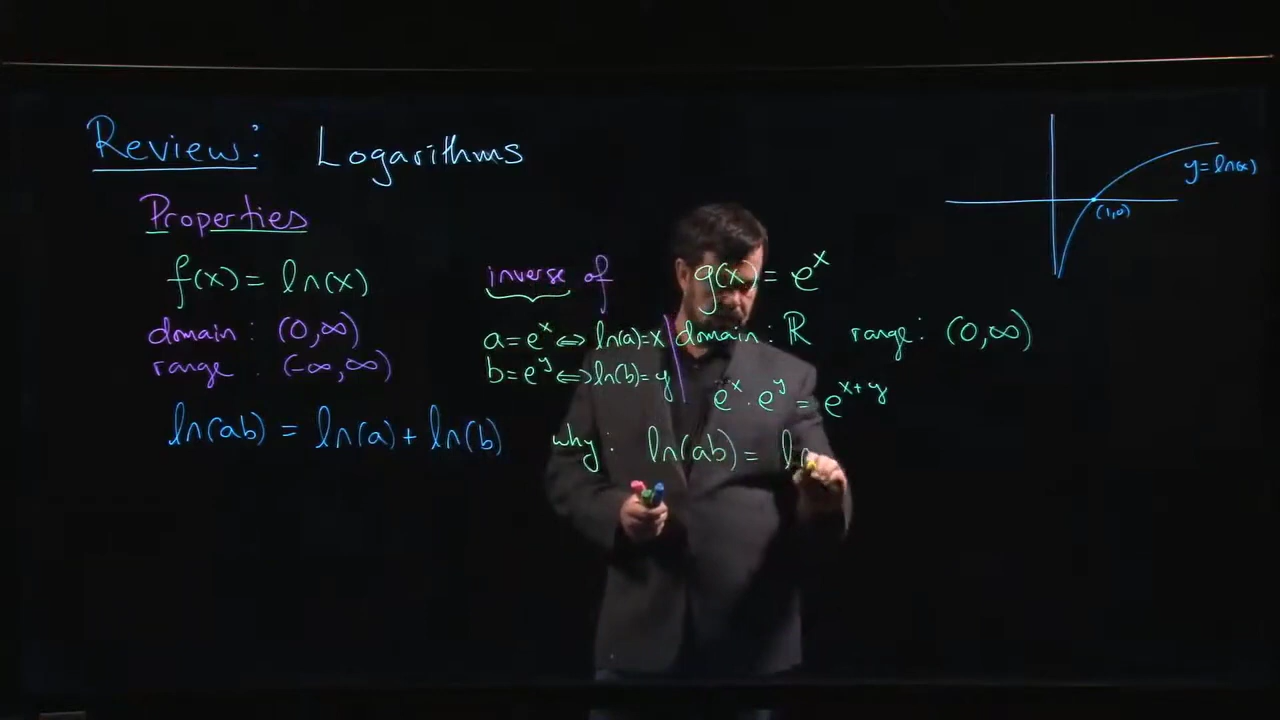 Review: Logarithms
y=ln(x)
(1,0)
Properties
f(x) = ln(x) inverse of g(x) = e^x
domain: (0,∞) a=e^x ⇔ ln(a)=x domain: ℝ range: (0,∞)
range: (-∞,∞) b=e^y ⇔ ln(b)=y
e^x · e^y = e^{x+y}
ln(ab) = ln(a) + ln(b) why: ln(ab) = ln